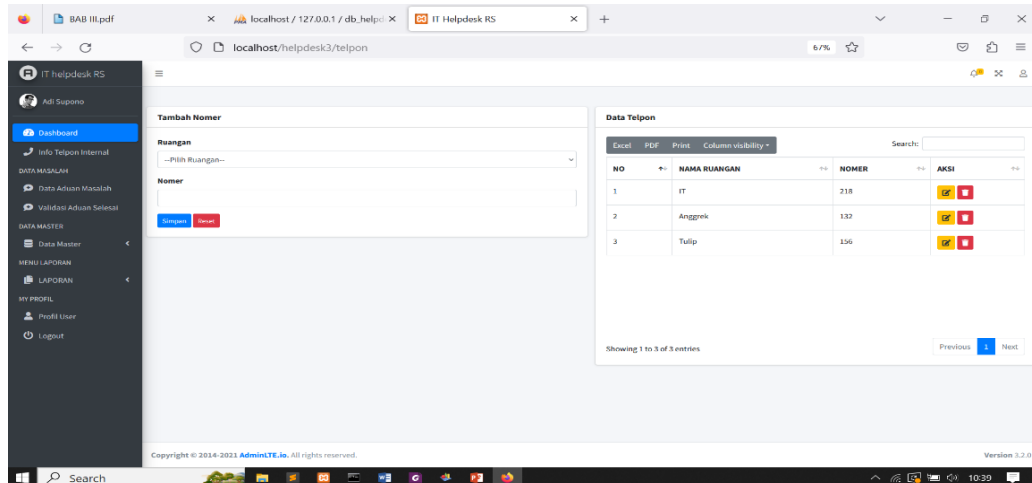 BAB III.pdf
localhost / 127.0.0.1 / db_helpd
IT Helpdesk RS
localhost/helpdesk3/telpon
67%
IT helpdesk RS
Adi Supono
Dashboard
Info Telpon Internal
DATA MASALAH
Data Aduan Masalah
Validasi Aduan Selesai
DATA MASTER
Data Master
MENU LAPORAN
LAPORAN
MY PROFIL
Profil User
Logout
Tambah Nomer
Ruangan
--Pilih Ruangan--
Nomer
Simpan Reset
Data Telpon
Excel PDF Print Column visibility
Search:
NO NAMA RUANGAN NOMER AKSI
1 IT 218
2 Anggrek 132
3 Tulip 156
Showing 1 to 3 of 3 entries
Previous 1 Next
Copyright © 2014-2021 AdminLTE.io. All rights reserved.
Version 3.2.0
Search
10:39